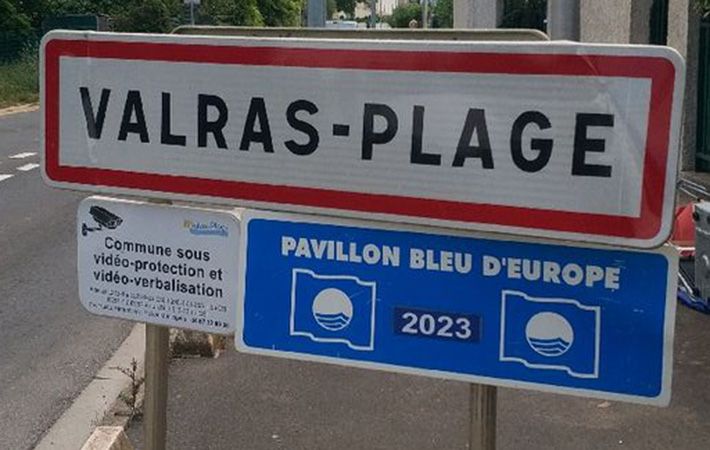 VALRAS-PLAGE
Commune sous
vidéo-protection et
vidéo-verbalisation
PAVILLON BLEU D'EUROPE
2023